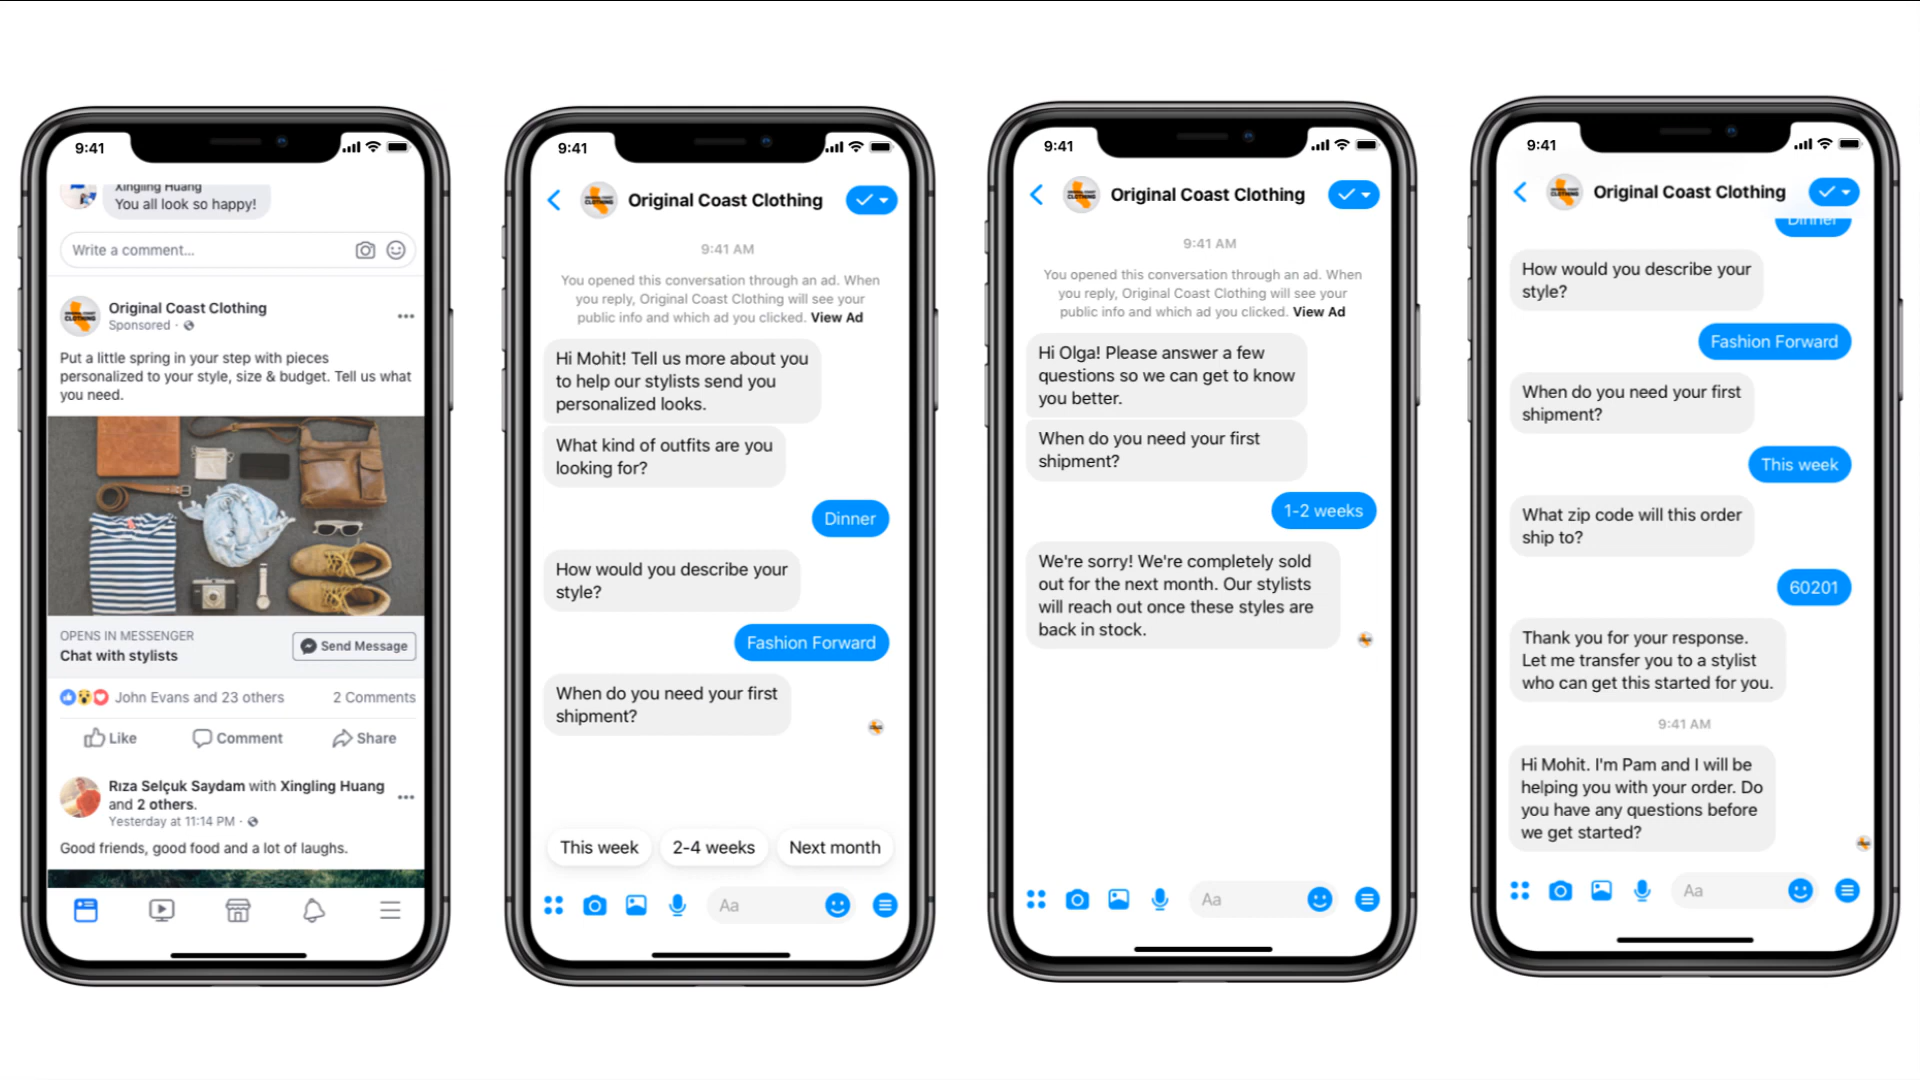 9:41
Xingling Huang
You all look so happy!
Write a comment...
Original Coast Clothing
Sponsored ·
Put a little spring in your step with pieces
personalized to your style, size & budget. Tell us what
you need.
OPENS IN MESSENGER
Chat with stylists
Send Message
John Evans and 23 others
2 Comments
Like
Comment
Share
Rıza Selçuk Saydam with Xingling Huang
and 2 others.
Yesterday at 11:14 PM ·
Good friends, good food and a lot of laughs.
9:41
Original Coast Clothing
9:41 AM
You opened this conversation through an ad. When
you reply, Original Coast Clothing will see your
public info and which ad you clicked. View Ad
Hi Mohit! Tell us more about you
to help our stylists send you
personalized looks.
What kind of outfits are you
looking for?
Dinner
How would you describe your
style?
Fashion Forward
When do you need your first
shipment?
This week
2-4 weeks
Next month
Aa
9:41
Original Coast Clothing
9:41 AM
You opened this conversation through an ad. When
you reply, Original Coast Clothing will see your
public info and which ad you clicked. View Ad
Hi Olga! Please answer a few
questions so we can get to know
you better.
When do you need your first
shipment?
1-2 weeks
We're sorry! We're completely sold
out for the next month. Our stylists
will reach out once these styles are
back in stock.
Aa
9:41
Original Coast Clothing
Dinner
How would you describe your
style?
Fashion Forward
When do you need your first
shipment?
This week
What zip code will this order
ship to?
60201
Thank you for your response.
Let me transfer you to a stylist
who can get this started for you.
9:41 AM
Hi Mohit. I'm Pam and I will be
helping you with your order. Do
you have any questions before
we get started?
Aa